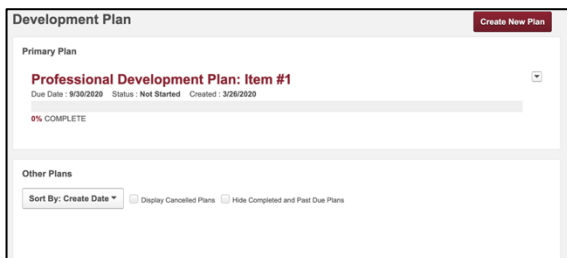 Development Plan
Create New Plan
Primary Plan
Professional Development Plan: Item #1
Due Date : 9/30/2020 Status : Not Started Created : 3/26/2020
0% COMPLETE
Other Plans
Sort By: Create Date Display Cancelled Plans Hide Completed and Past Due Plans